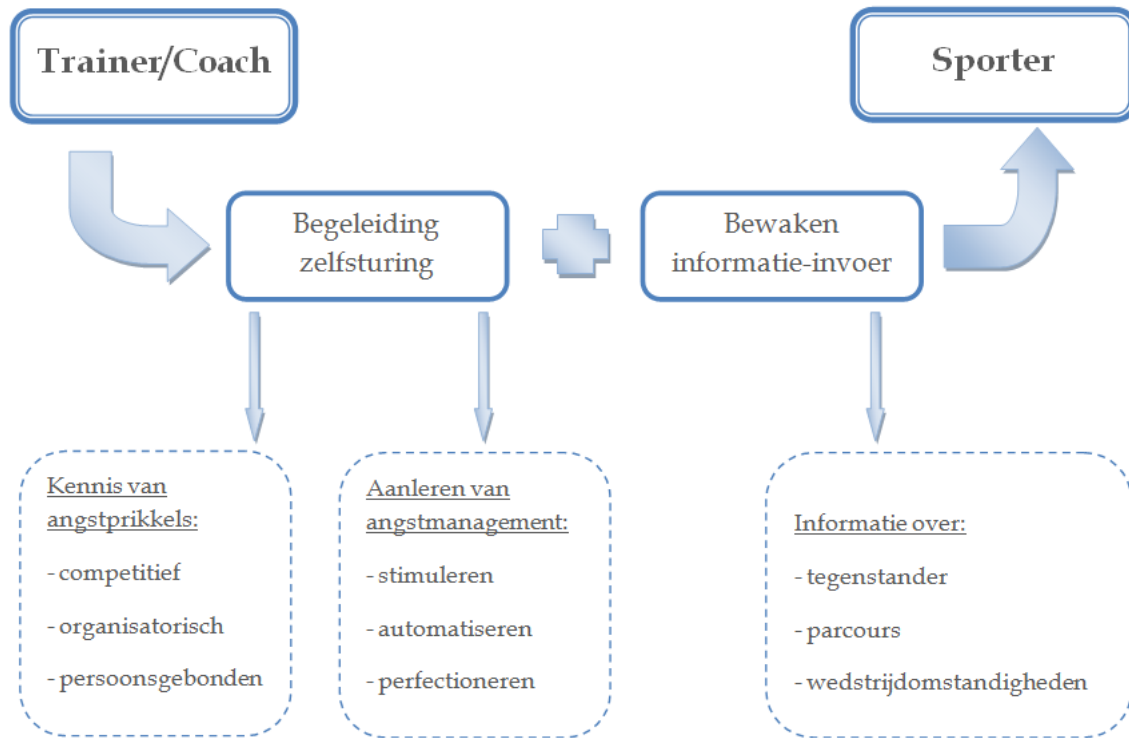 Trainer/Coach
Sporter
Begeleiding
zelfsturing
Bewaken
informatie-invoer
Kennis van
angstprikkels:
- competitief
- organisatorisch
- persoonsgebonden
Aanleren van
angstmanagement:
- stimuleren
- automatiseren
- perfectioneren
Informatie over:
- tegenstander
- parcours
- wedstrijdomstandigheden